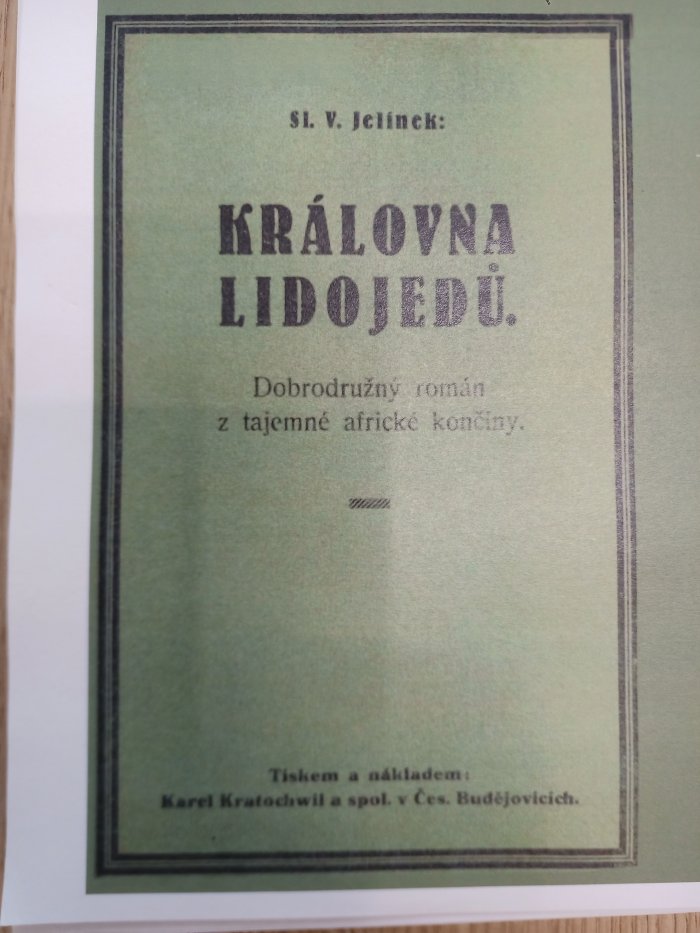 Sl. V. Jelínek:
KRÁLOVNA
LIDOJEDŮ.
Dobrodružný román
z tajemné africké končiny.
Tiskem a nákladem:
Karel Kratochwil a spol. v Čes. Budějovicích.